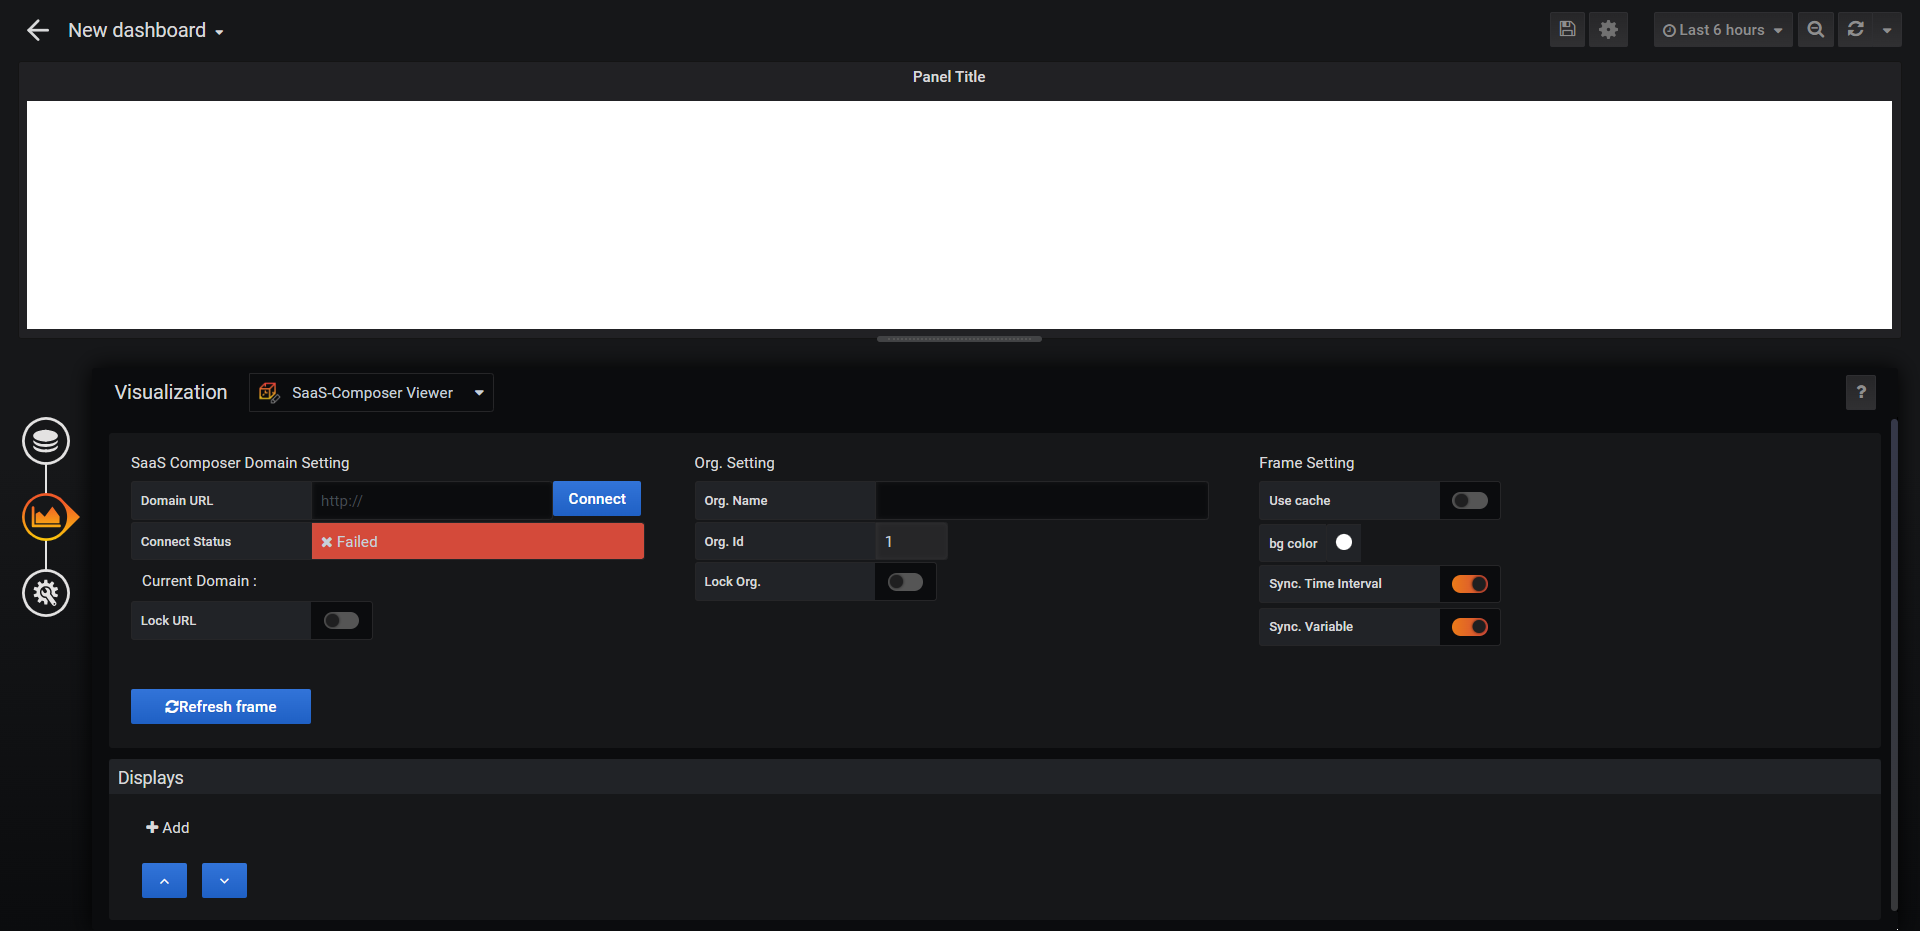 New dashboard
Last 6 hours
Panel Title
Visualization
SaaS-Composer Viewer
?
SaaS Composer Domain Setting
Domain URL
http://
Connect
Connect Status
Failed
Current Domain :
Lock URL
Refresh frame
Org. Setting
Org. Name
Org. Id
1
Lock Org.
Frame Setting
Use cache
bg color
Sync. Time Interval
Sync. Variable
Displays
Add